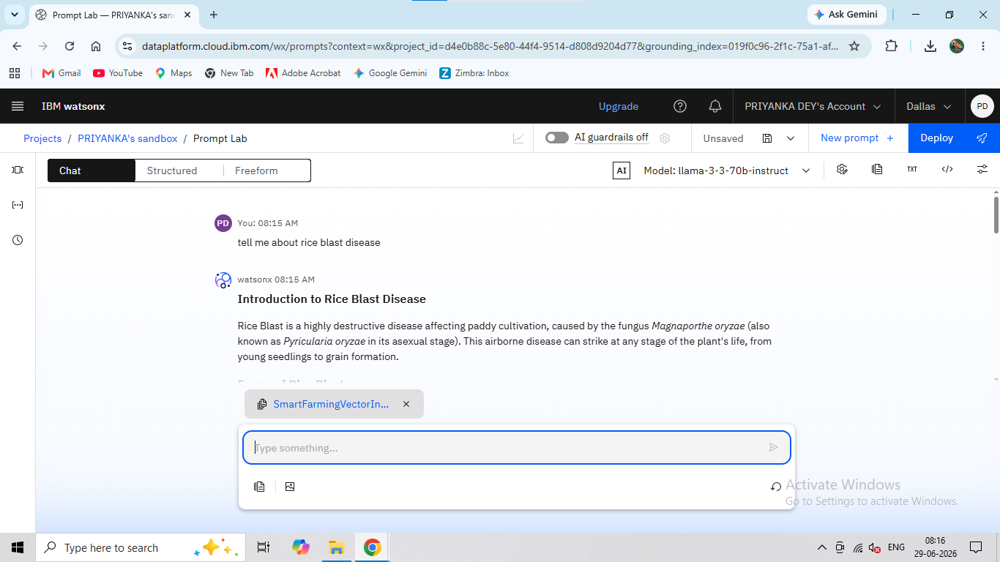 Prompt Lab — PRIYANKA's sanc
Ask Gemini
dataplatform.cloud.ibm.com/wx/prompts?context=wx&project_id=d4e0b88c-5e80-44f4-9514-d808d9204d77&grounding_index=019f0c96-2f1c-75a1-af...
Gmail YouTube Maps New Tab Adobe Acrobat Google Gemini Zimbra: Inbox
IBM watsonx Upgrade PRIYANKA DEY's Account Dallas PD
Projects / PRIYANKA's sandbox / Prompt Lab AI guardrails off Unsaved New prompt + Deploy
Chat Structured Freeform AI Model: llama-3-3-70b-instruct TXT </>
PD You: 08:15 AM
tell me about rice blast disease
watsonx 08:15 AM
Introduction to Rice Blast Disease
Rice Blast is a highly destructive disease affecting paddy cultivation, caused by the fungus Magnaporthe oryzae (also
known as Pyricularia oryzae in its asexual stage). This airborne disease can strike at any stage of the plant's life, from
young seedlings to grain formation.
SmartFarmingVectorIn...
Type something...
Activate Windows
Go to Settings to activate Windows.
Type here to search
ENG
08:16
29-06-2026